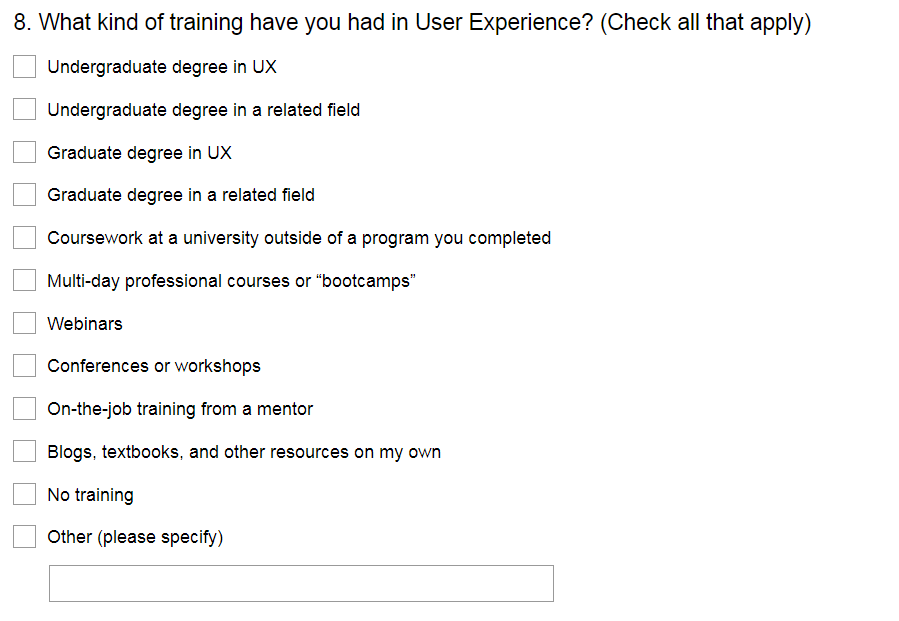 8. What kind of training have you had in User Experience? (Check all that apply)
Undergraduate degree in UX
Undergraduate degree in a related field
Graduate degree in UX
Graduate degree in a related field
Coursework at a university outside of a program you completed
Multi-day professional courses or “bootcamps”
Webinars
Conferences or workshops
On-the-job training from a mentor
Blogs, textbooks, and other resources on my own
No training
Other (please specify)